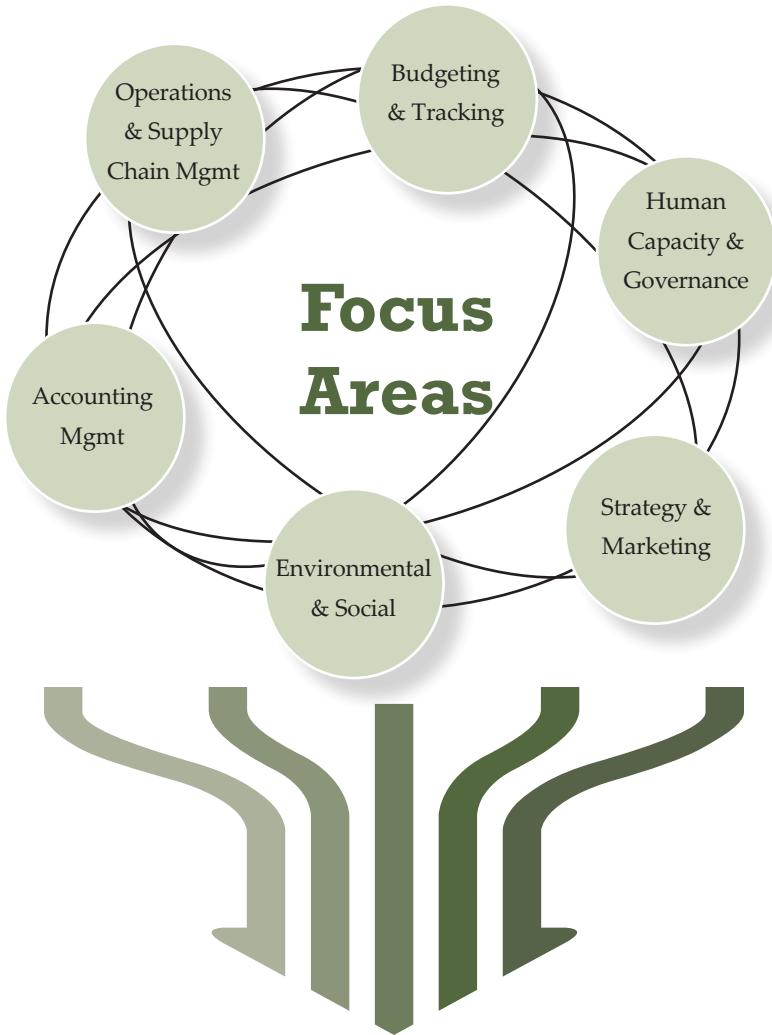 Budgeting
& Tracking
Operations
& Supply
Chain Mgmt
Human
Capacity &
Governance
Focus
Areas
Accounting
Mgmt
Strategy &
Marketing
Environmental
& Social